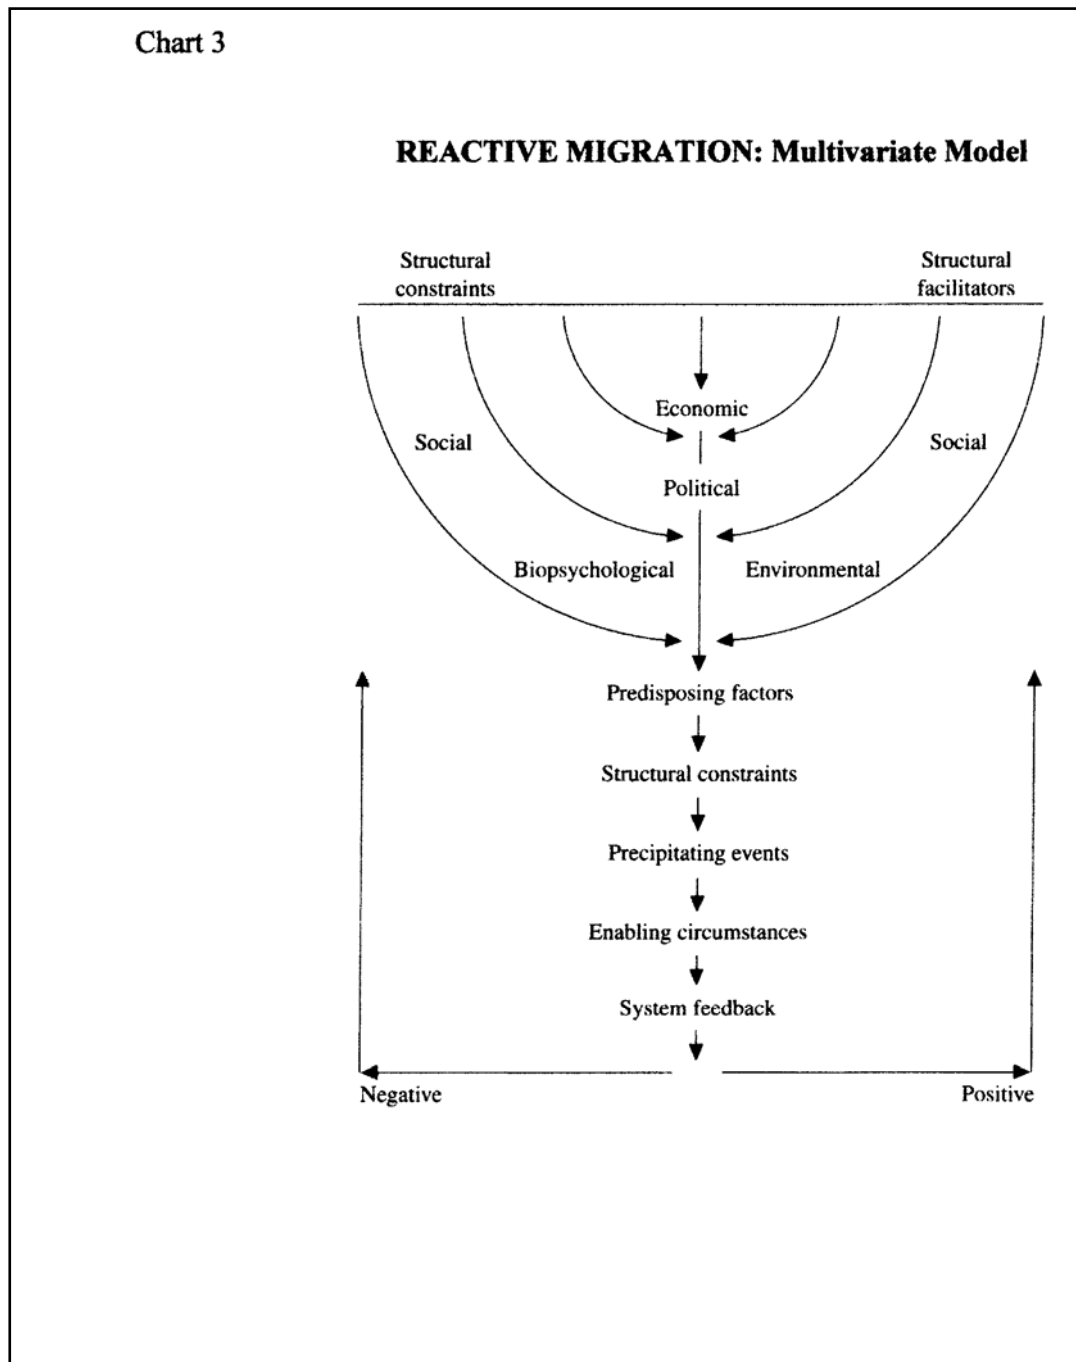 Chart 3
REACTIVE MIGRATION: Multivariate Model
Structural
constraints
Structural
facilitators
Economic
Social
Social
Political
Biopsychological
Environmental
Predisposing factors
Structural constraints
Precipitating events
Enabling circumstances
System feedback
Negative
Positive